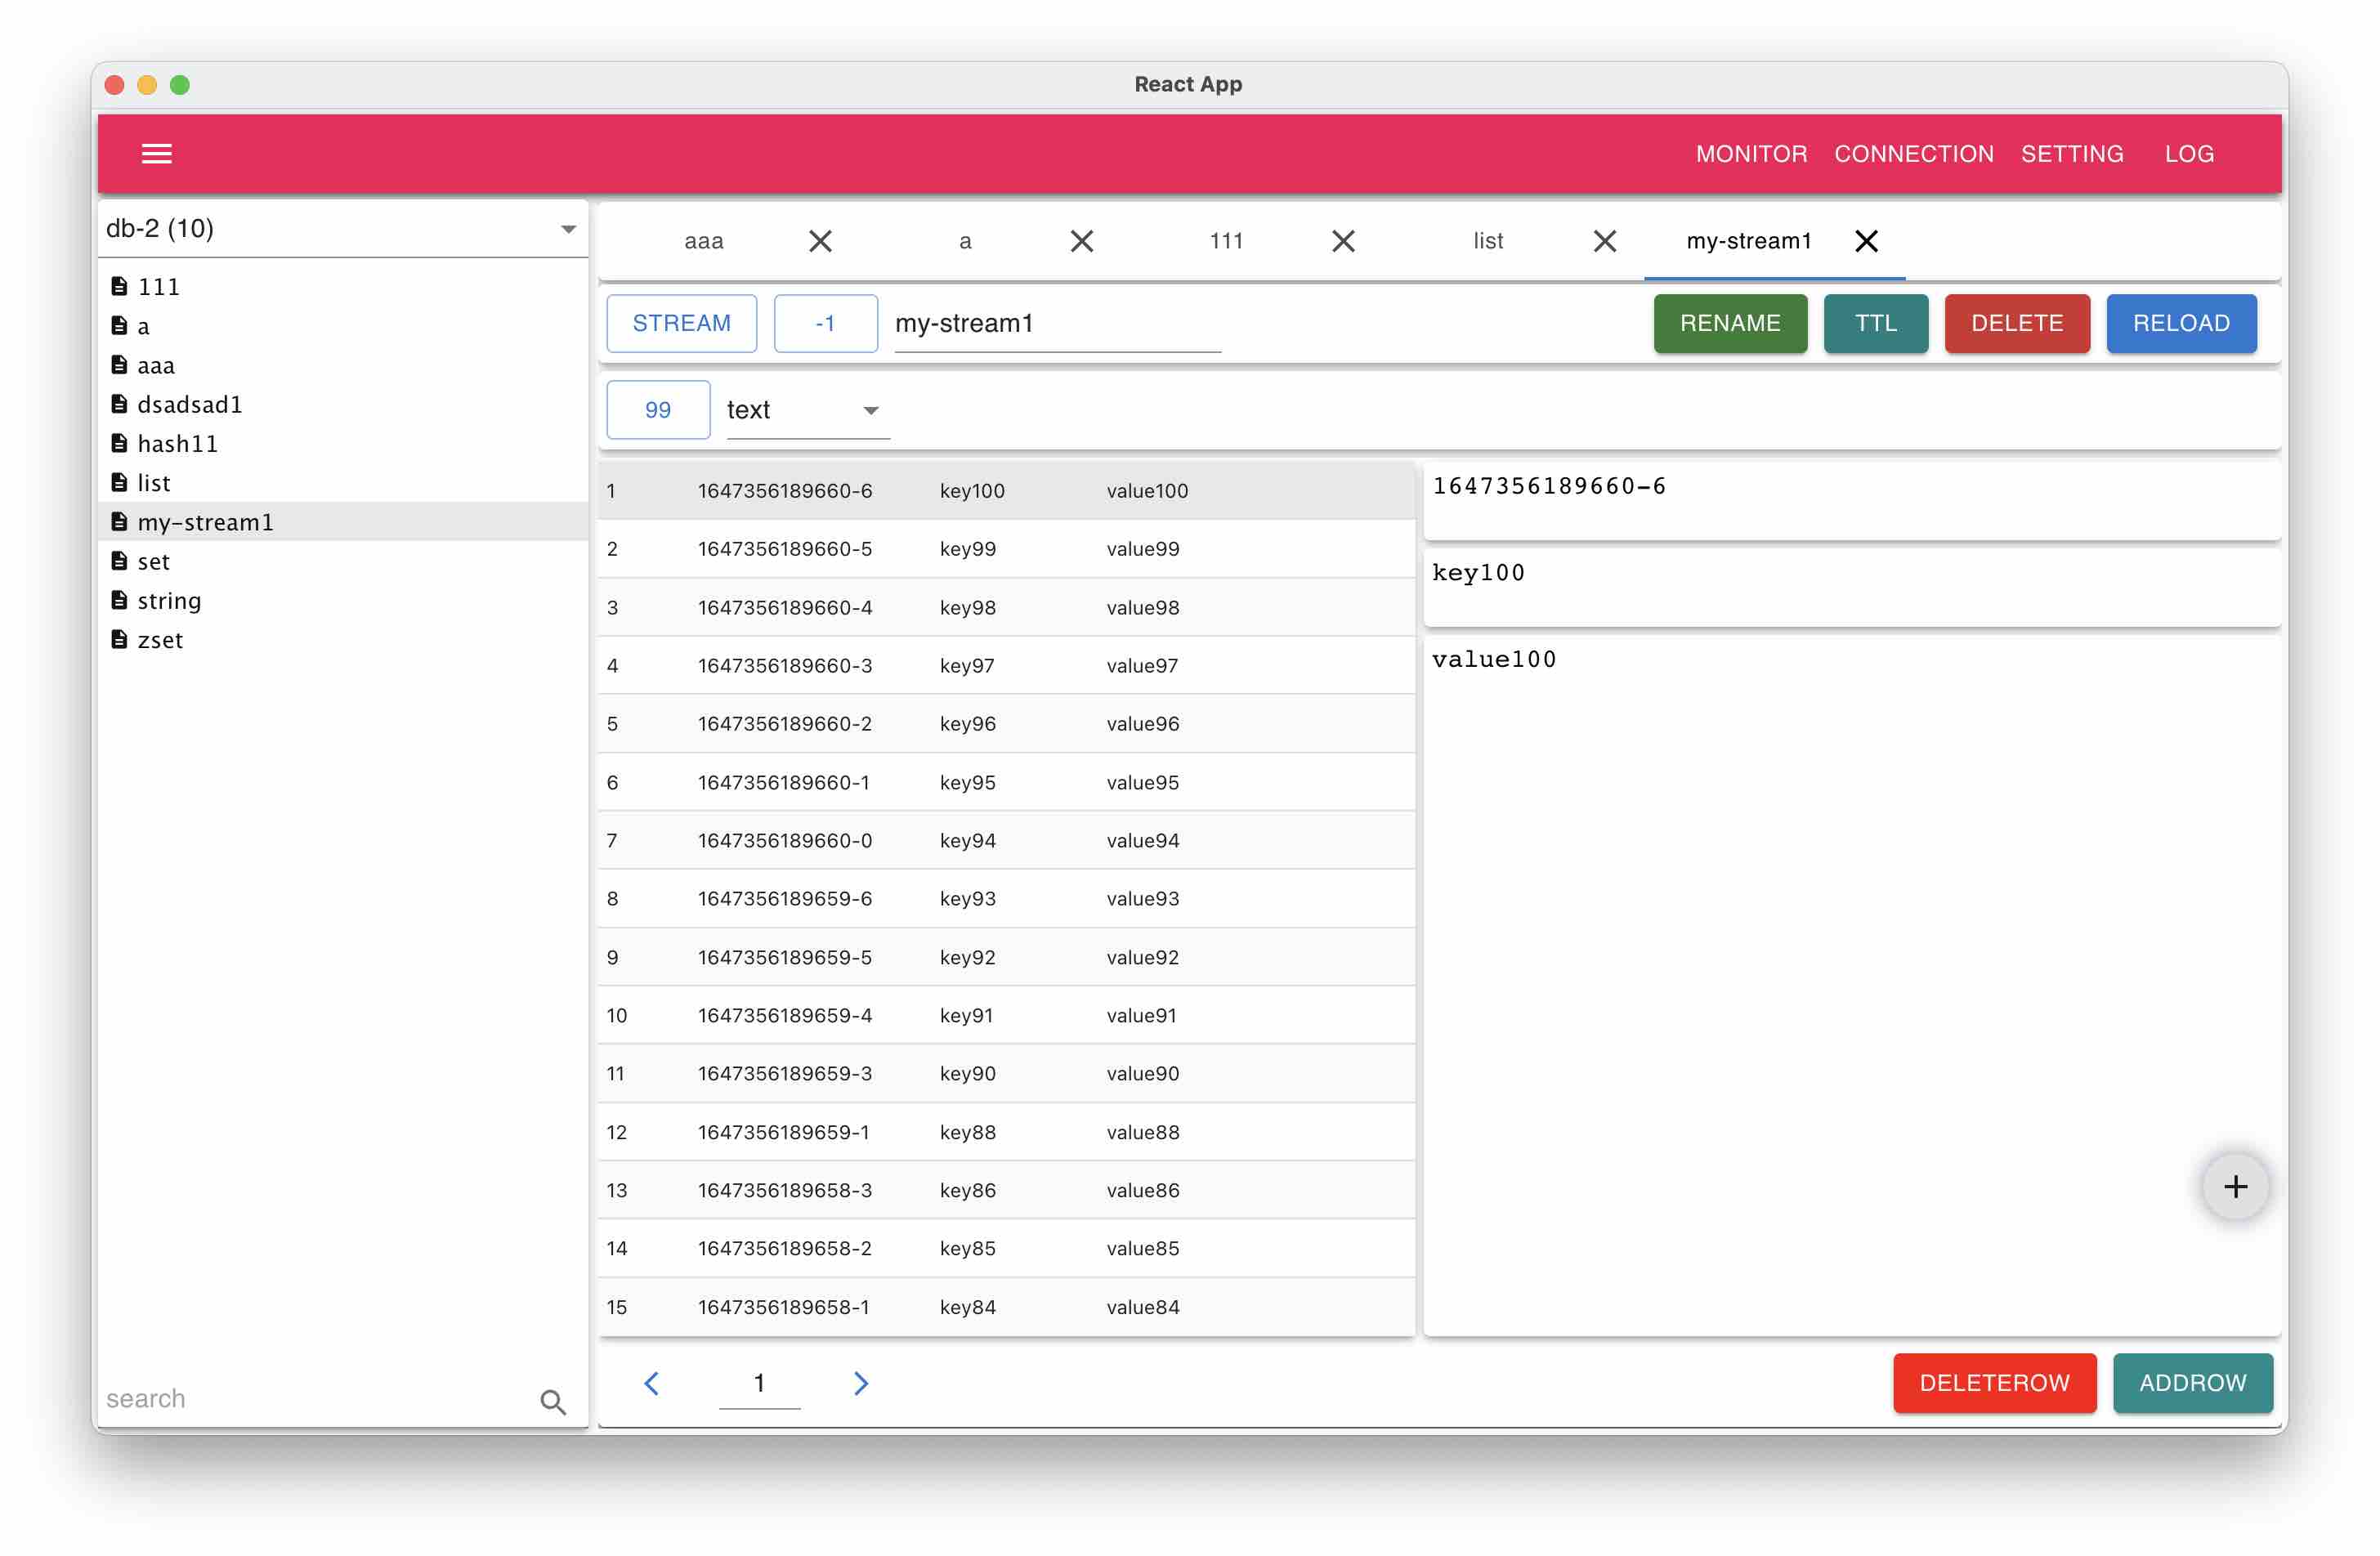 React App
MONITOR CONNECTION SETTING LOG
db-2 (10)
111
a
aaa
dsadsad1
hash11
list
my-stream1
set
string
zset
search
aaa a 111 list my-stream1
STREAM -1 my-stream1 RENAME TTL DELETE RELOAD
99 text
1 1647356189660-6 key100 value100
2 1647356189660-5 key99 value99
3 1647356189660-4 key98 value98
4 1647356189660-3 key97 value97
5 1647356189660-2 key96 value96
6 1647356189660-1 key95 value95
7 1647356189660-0 key94 value94
8 1647356189659-6 key93 value93
9 1647356189659-5 key92 value92
10 1647356189659-4 key91 value91
11 1647356189659-3 key90 value90
12 1647356189659-1 key88 value88
13 1647356189658-3 key86 value86
14 1647356189658-2 key85 value85
15 1647356189658-1 key84 value84
1647356189660-6
key100
value100
1
DELETEROW ADDROW